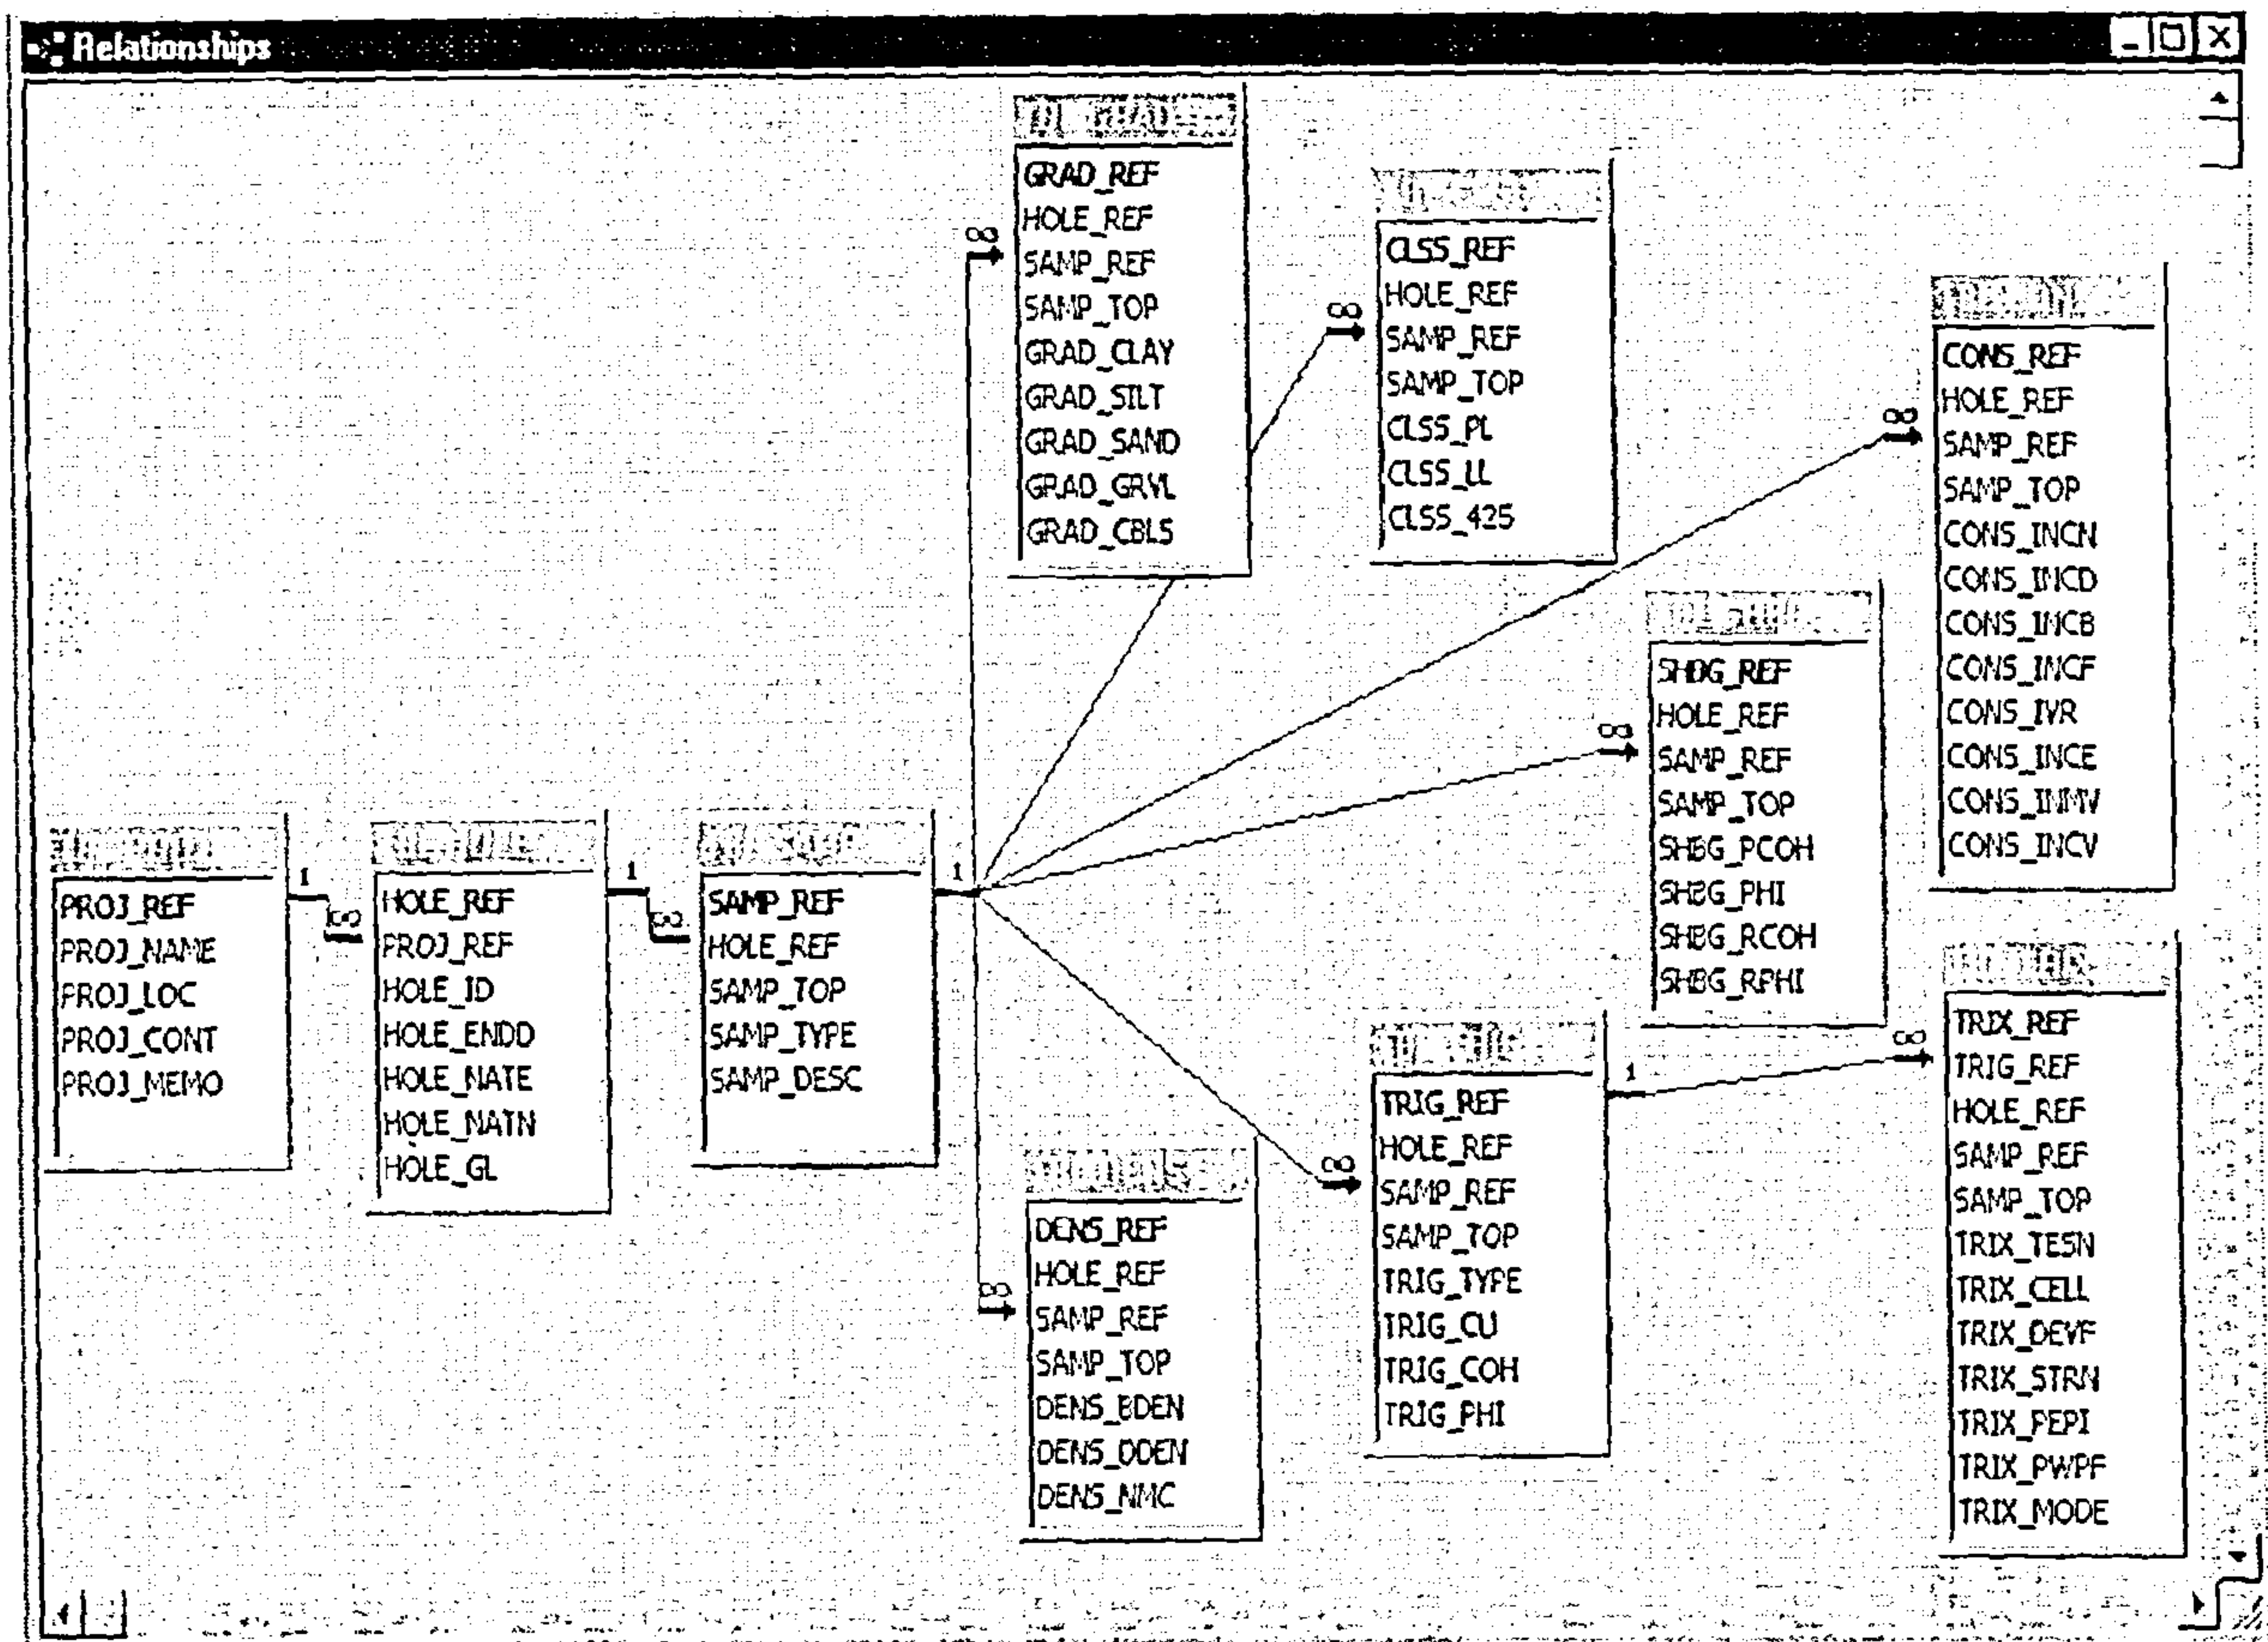 Relationships
GRAD_REF
HOLE_REF
SAMP_REF
SAMP_TOP
GRAD_CLAY
GRAD_SILT
GRAD_SAND
GRAD_GRVL
GRAD_CBLS
CLSS_REF
HOLE_REF
SAMP_REF
SAMP_TOP
CLSS_PL
CLSS_LL
CLSS_425
CONS_REF
HOLE_REF
SAMP_REF
SAMP_TOP
CONS_INCN
CONS_INCD
CONS_INCB
CONS_INCF
CONS_IVR
CONS_INCE
CONS_INMV
CONS_INCV
SHBG_REF
HOLE_REF
SAMP_REF
SAMP_TOP
SHBG_PCOH
SHBG_PHI
SHBG_RCOH
SHBG_RPHI
PROJ_REF
PROJ_NAME
PROJ_LOC
PROJ_CONT
PROJ_MEMO
1
∞
HOLE_REF
PROJ_REF
HOLE_ID
HOLE_ENDD
HOLE_NATE
HOLE_NATN
HOLE_GL
1
∞
SAMP_REF
HOLE_REF
SAMP_TOP
SAMP_TYPE
SAMP_DESC
1
∞
∞
∞
∞
∞
∞
DENS_REF
HOLE_REF
SAMP_REF
SAMP_TOP
DENS_BDEN
DENS_DDEN
DENS_NMC
TRIG_REF
HOLE_REF
SAMP_REF
SAMP_TOP
TRIG_TYPE
TRIG_CU
TRIG_COH
TRIG_PHI
1
∞
TRIX_REF
TRIG_REF
HOLE_REF
SAMP_REF
SAMP_TOP
TRIX_TESN
TRIX_CELL
TRIX_DEVF
TRIX_STRN
TRIX_PEPI
TRIX_PWPF
TRIX_MODE